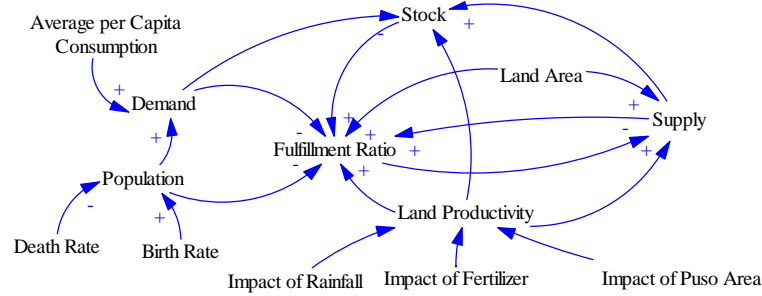 Average per Capita
Consumption
Stock
-
+
Land Area
+
Demand
+
+
+
-
+
-
Supply
+
Fulfillment Ratio
+
+
-
+
Population
-
+
Land Productivity
Death Rate
Birth Rate
Impact of Rainfall
Impact of Fertilizer
Impact of Puso Area